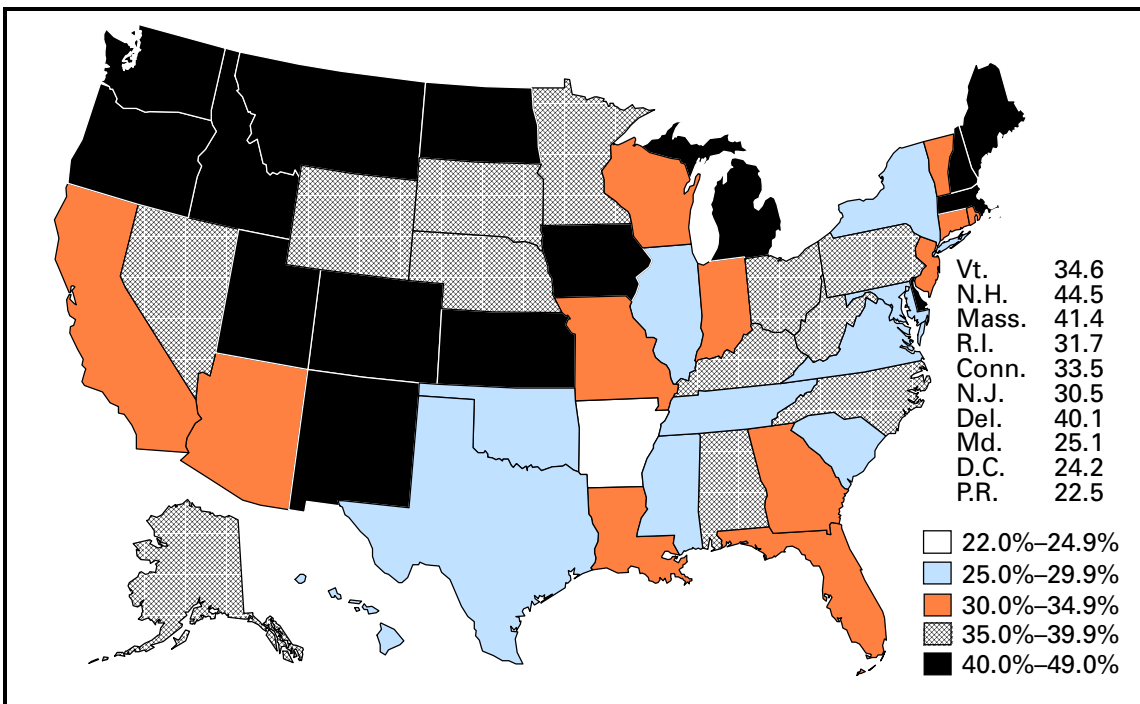 Vt. 34.6
N.H. 44.5
Mass. 41.4
R.I. 31.7
Conn. 33.5
N.J. 30.5
Del. 40.1
Md. 25.1
D.C. 24.2
P.R. 22.5
22.0%–24.9%
25.0%–29.9%
30.0%–34.9%
35.0%–39.9%
40.0%–49.0%